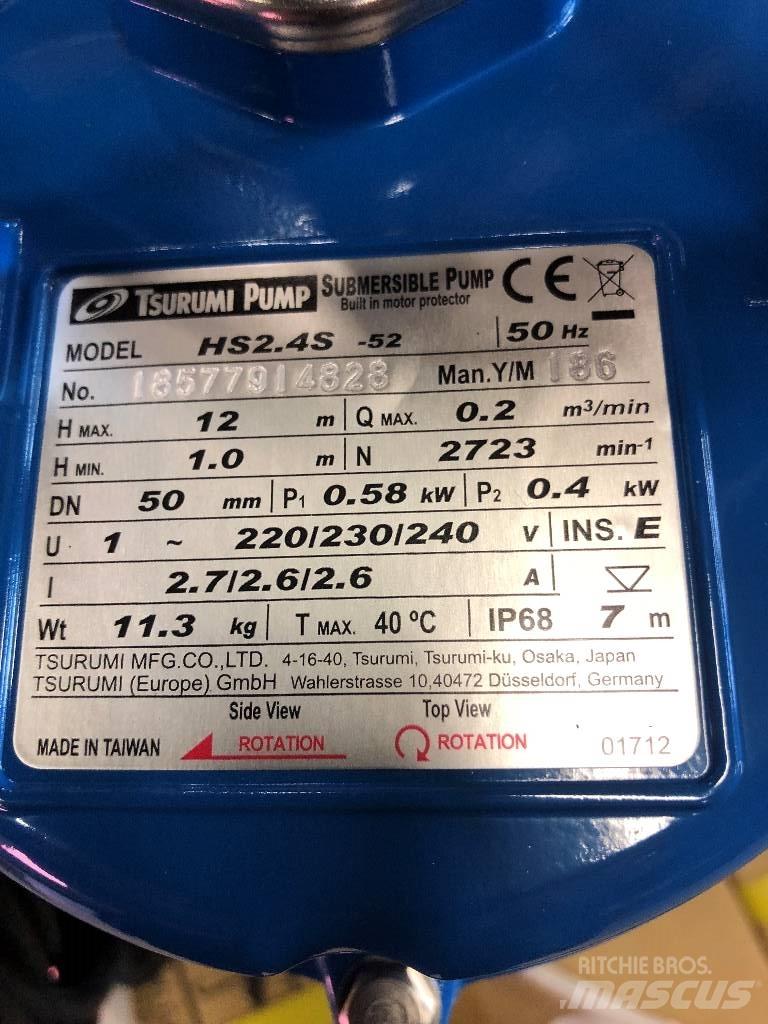 TSURUMI PUMP SUBMERSIBLE PUMP CE
Built in motor protector
MODEL HS2.4S -52 50 Hz
No. 18577914828 Man.Y/M 186
H MAX. 12 m Q MAX. 0.2 m³/min
H MIN. 1.0 m N 2723 min⁻¹
DN 50 mm P1 0.58 kW P2 0.4 kW
U 1 ~ 220/230/240 V INS. E
I 2.7/2.6/2.6 A
Wt 11.3 kg T MAX. 40 ºC IP68 7 m
TSURUMI MFG.CO.,LTD. 4-16-40, Tsurumi, Tsurumi-ku, Osaka, Japan
TSURUMI (Europe) GmbH Wahlerstrasse 10,40472 Düsseldorf, Germany
Side View Top View
MADE IN TAIWAN ROTATION ROTATION 01712
RITCHIE BROS.
MASCUS